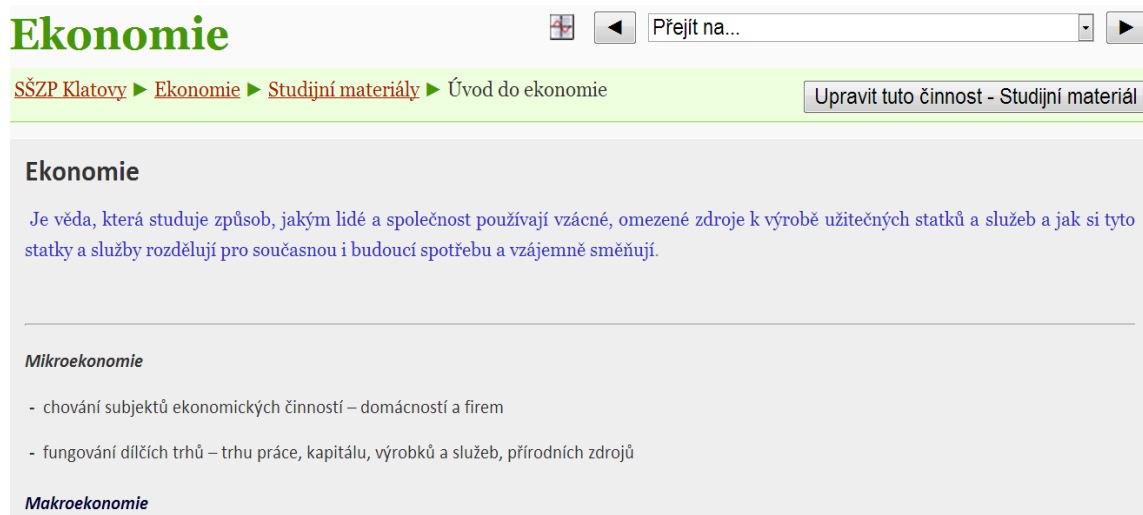 Ekonomie
Přejít na...
SŠZP Klatovy ► Ekonomie ► Studijní materiály ► Úvod do ekonomie
Upravit tuto činnost - Studijní materiál
Ekonomie
Je věda, která studuje způsob, jakým lidé a společnost používají vzácné, omezené zdroje k výrobě užitečných statků a služeb a jak si tyto
statky a služby rozdělují pro současnou i budoucí spotřebu a vzájemně směňují.
Mikroekonomie
- chování subjektů ekonomických činností – domácností a firem
- fungování dílčích trhů – trhu práce, kapitálu, výrobků a služeb, přírodních zdrojů
Makroekonomie